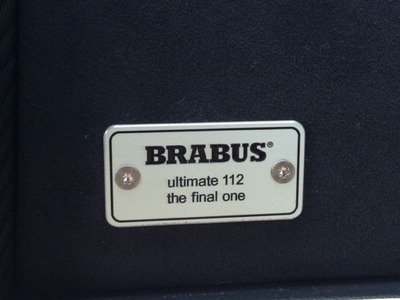 BRABUS®
ultimate 112
the final one